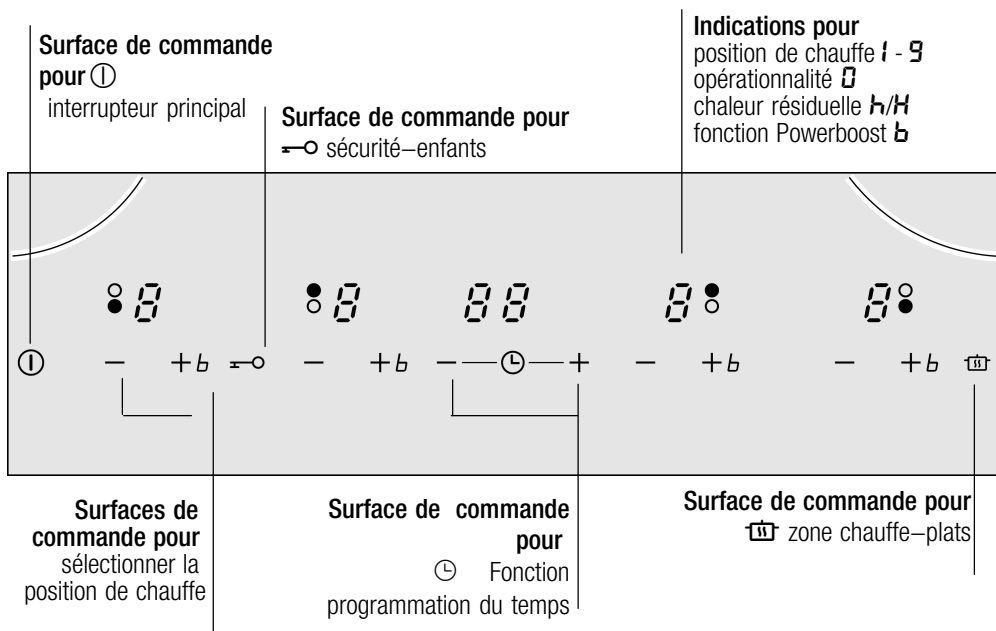 Surface de commande
pour
interrupteur principal
Surface de commande pour
sécurité–enfants
Indications pour
position de chauffe 1 - 9
opérationnalité 0
chaleur résiduelle h/H
fonction Powerboost b
8 8 8 8 8 8
− + b − + b − + − + b − + b
Surfaces de
commande pour
sélectionner la
position de chauffe
Surface de commande
pour
Fonction
programmation du temps
Surface de commande pour
zone chauffe–plats